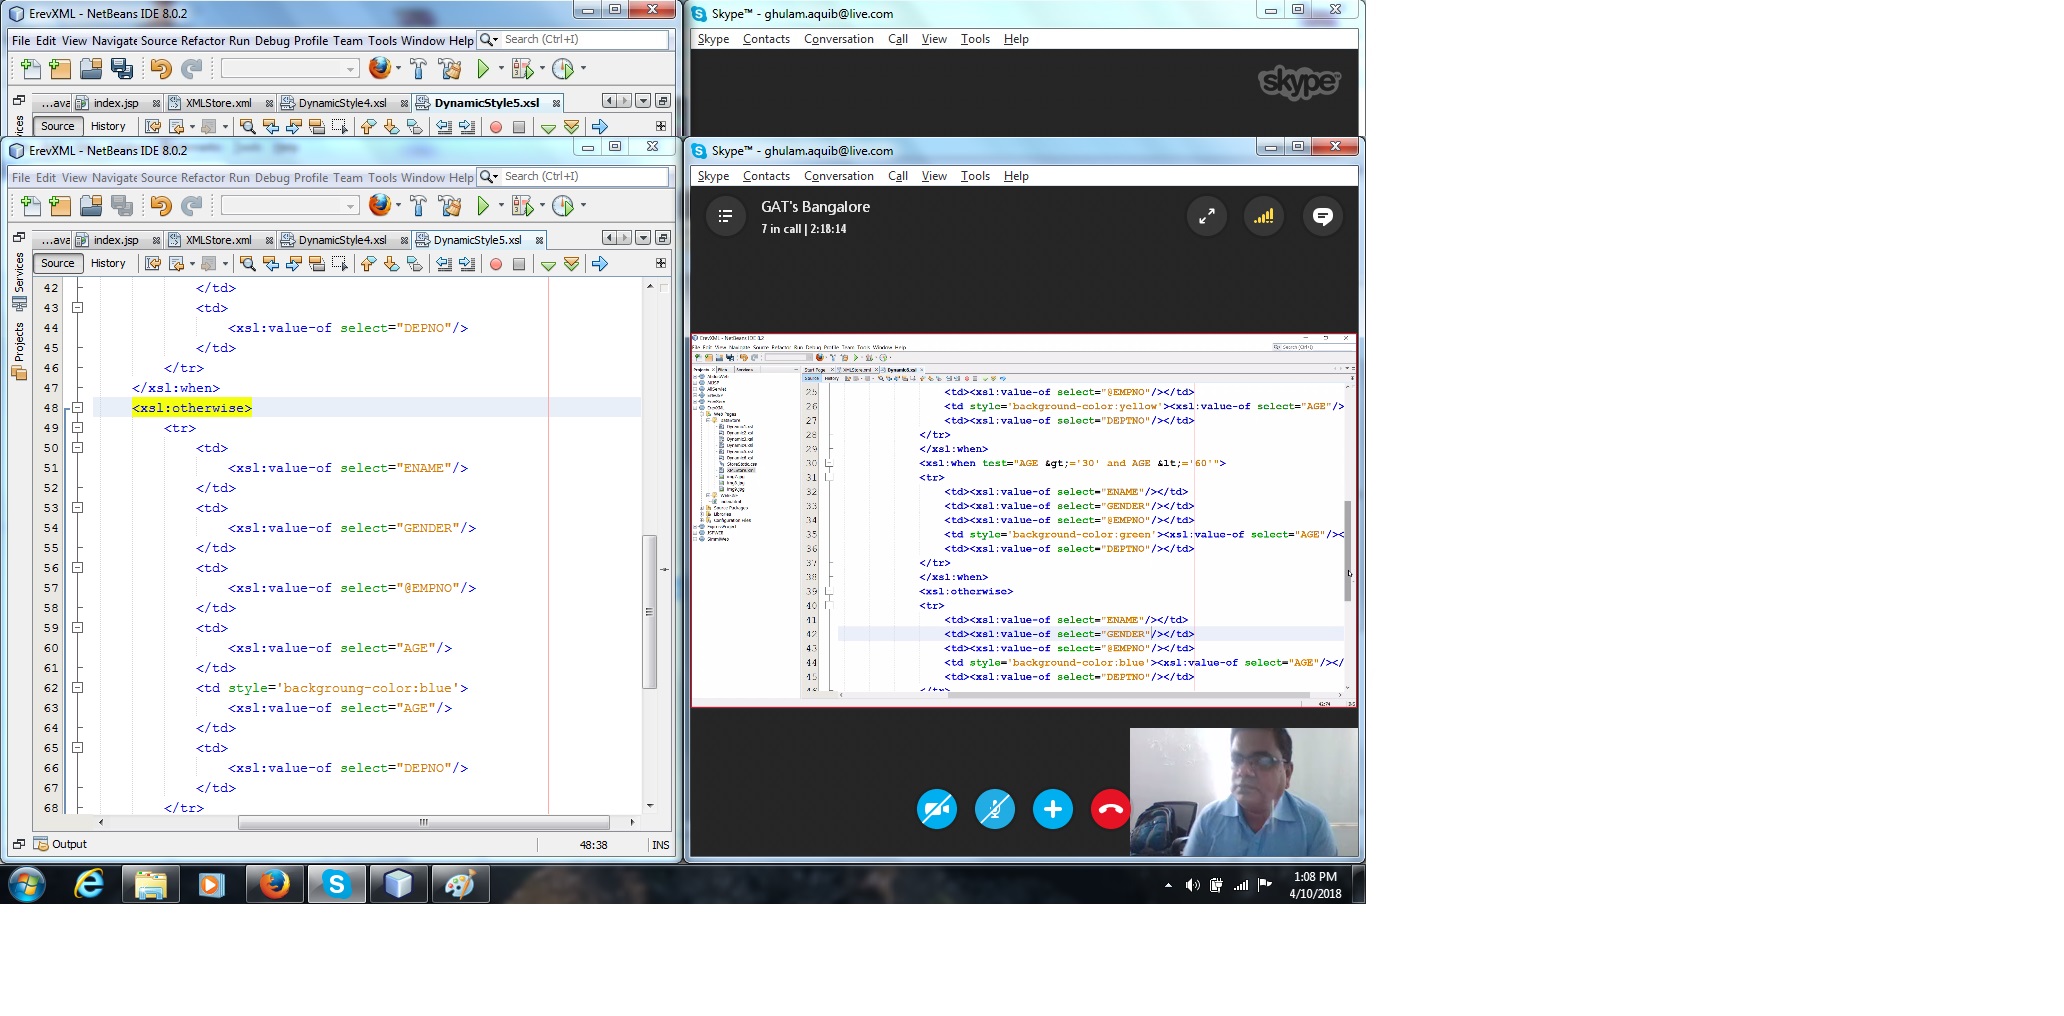 ErevXML - NetBeans IDE 8.0.2
File Edit View Navigate Source Refactor Run Debug Profile Team Tools Window Help Search (Ctrl+I)
...ava index.jsp XMLStore.xml DynamicStyle4.xsl DynamicStyle5.xsl
Source History
ErevXML - NetBeans IDE 8.0.2
File Edit View Navigate Source Refactor Run Debug Profile Team Tools Window Help Search (Ctrl+I)
...ava index.jsp XMLStore.xml DynamicStyle4.xsl DynamicStyle5.xsl
Source History
Services
Projects
42 </td>
43 <td>
44 <xsl:value-of select="DEPNO"/>
45 </td>
46 </tr>
47 </xsl:when>
48 <xsl:otherwise>
49 <tr>
50 <td>
51 <xsl:value-of select="ENAME"/>
52 </td>
53 <td>
54 <xsl:value-of select="GENDER"/>
55 </td>
56 <td>
57 <xsl:value-of select="@EMPNO"/>
58 </td>
59 <td>
60 <xsl:value-of select="AGE"/>
61 </td>
62 <td style='backgroung-color:blue'>
63 <xsl:value-of select="AGE"/>
64 </td>
65 <td>
66 <xsl:value-of select="DEPNO"/>
67 </td>
68 </tr>
Output
48:38 INS
Skype™ - ghulam.aquib@live.com
Skype Contacts Conversation Call View Tools Help
skype
Skype™ - ghulam.aquib@live.com
Skype Contacts Conversation Call View Tools Help
GAT's Bangalore
7 in call | 2:18:14
File Edit View Navigate Source Refactor Run Debug Profile Team Tools Window Help
Source History
25 <td><xsl:value-of select="@EMPNO"/></td>
26 <td style='background-color:yellow'><xsl:value-of select="AGE"/>
27 <td><xsl:value-of select="DEPTNO"/></td>
28 </tr>
29 </xsl:when>
30 <xsl:when test="AGE &gt;='30' and AGE &lt;='60'">
31 <tr>
32 <td><xsl:value-of select="ENAME"/></td>
33 <td><xsl:value-of select="GENDER"/></td>
34 <td><xsl:value-of select="@EMPNO"/></td>
35 <td style='background-color:green'><xsl:value-of select="AGE"/><
36 <td><xsl:value-of select="DEPTNO"/></td>
37 </tr>
38 </xsl:when>
39 <xsl:otherwise>
40 <tr>
41 <td><xsl:value-of select="ENAME"/></td>
42 <td><xsl:value-of select="GENDER"/></td>
43 <td><xsl:value-of select="@EMPNO"/></td>
44 <td style='background-color:blue'><xsl:value-of select="AGE"/></
45 <td><xsl:value-of select="DEPTNO"/></td>
1:08 PM
4/10/2018